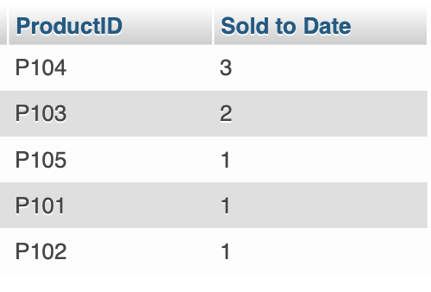 ProductID Sold to Date
P104 3
P103 2
P105 1
P101 1
P102 1